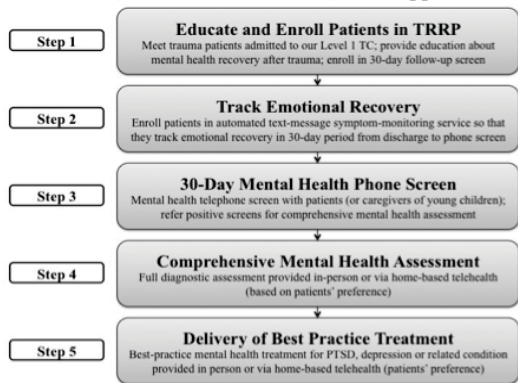 Step 1
Educate and Enroll Patients in TRRP
Meet trauma patients admitted to our Level 1 TC; provide education about
mental health recovery after trauma; enroll in 30-day follow-up screen
Step 2
Track Emotional Recovery
Enroll patients in automated text-message symptom-monitoring service so that
they track emotional recovery in 30-day period from discharge to phone screen
Step 3
30-Day Mental Health Phone Screen
Mental health telephone screen with patients (or caregivers of young children);
refer positive screens for comprehensive mental health assessment
Step 4
Comprehensive Mental Health Assessment
Full diagnostic assessment provided in-person or via home-based telehealth
(based on patients' preference)
Step 5
Delivery of Best Practice Treatment
Best-practice mental health treatment for PTSD, depression or related condition
provided in person or via home-based telehealth (patients' preference)